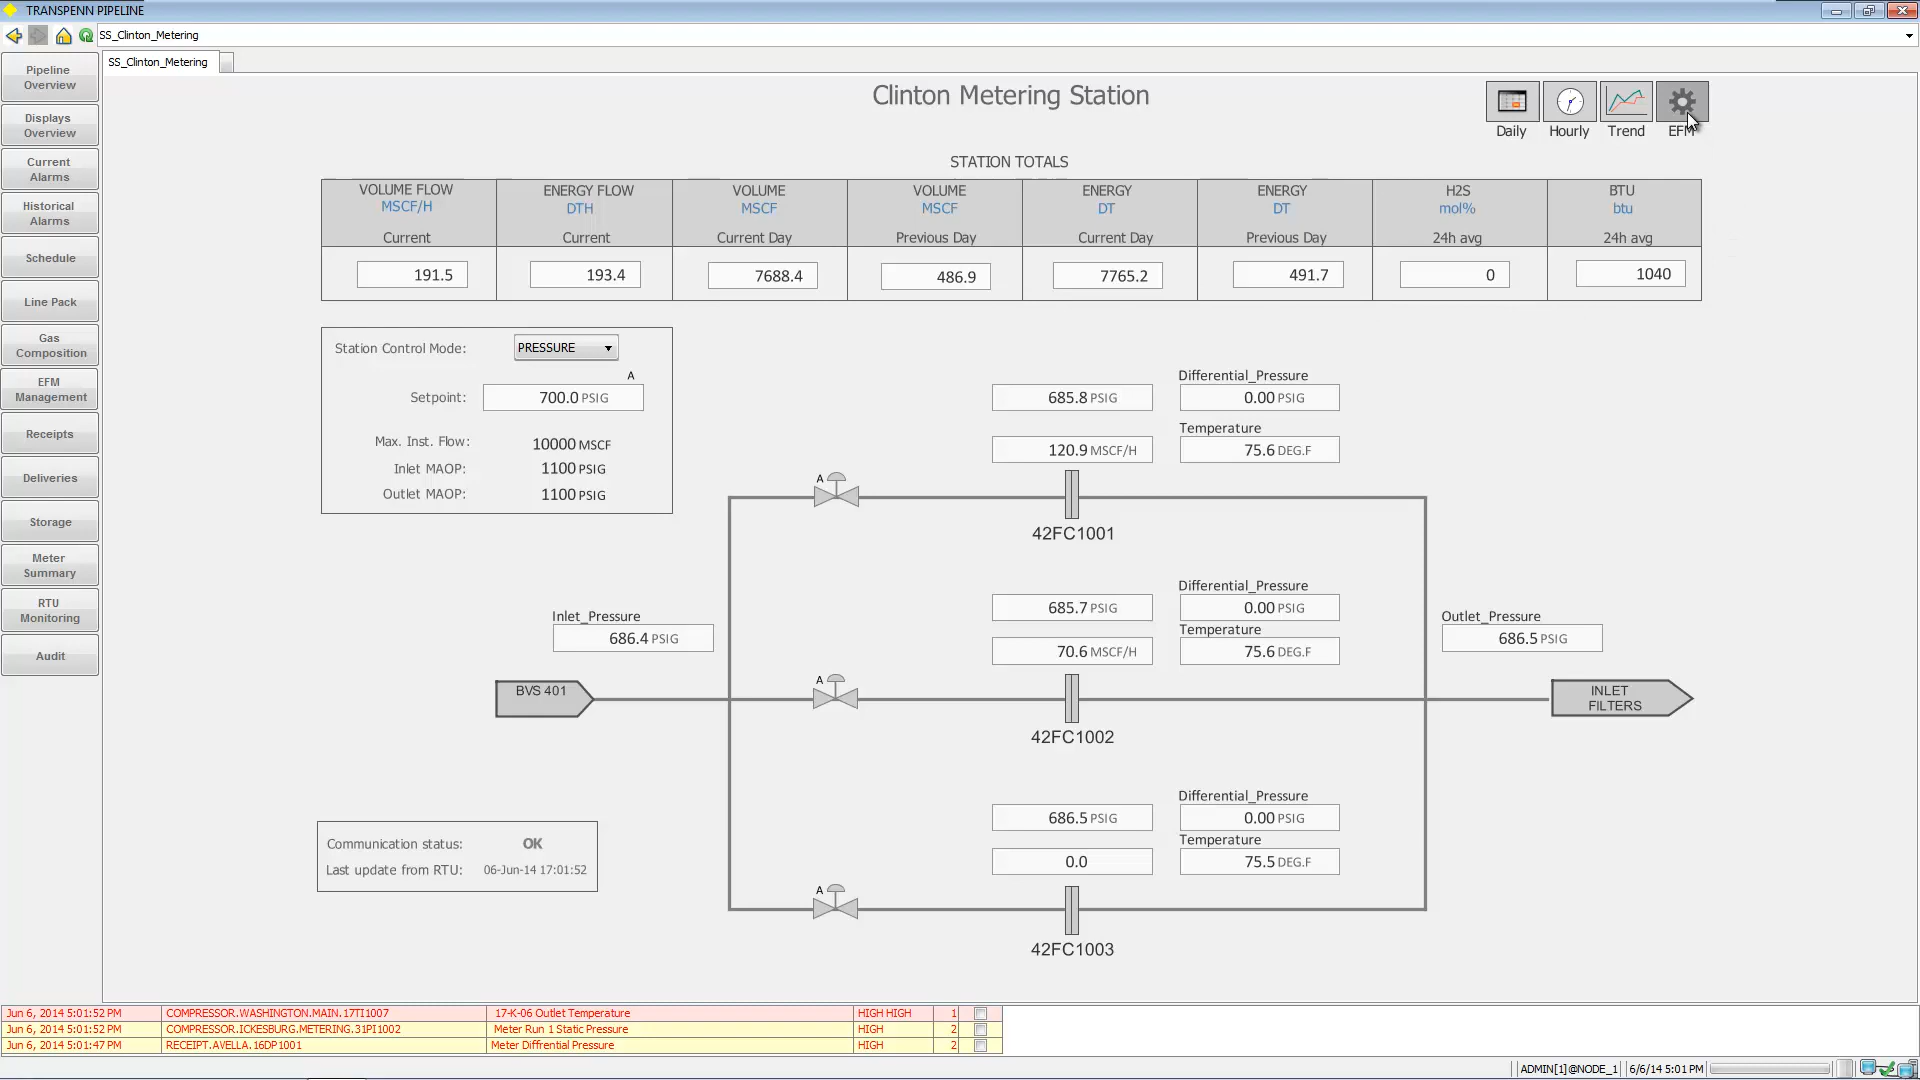 TRANSPENN PIPELINE
SS_Clinton_Metering
SS_Clinton_Metering
Pipeline
Overview
Displays
Overview
Current
Alarms
Historical
Alarms
Schedule
Line Pack
Gas
Composition
EFM
Management
Receipts
Deliveries
Storage
Meter
Summary
RTU
Monitoring
Audit
Clinton Metering Station
Daily Hourly Trend EFM
STATION TOTALS
VOLUME FLOW ENERGY FLOW VOLUME VOLUME ENERGY ENERGY H2S BTU
MSCF/H DTH MSCF MSCF DT DT mol% btu
Current Current Current Day Previous Day Current Day Previous Day 24h avg 24h avg
191.5 193.4 7688.4 486.9 7765.2 491.7 0 1040
Station Control Mode: PRESSURE
A
Setpoint: 700.0 PSIG
Max. Inst. Flow: 10000 MSCF
Inlet MAOP: 1100 PSIG
Outlet MAOP: 1100 PSIG
Differential_Pressure
685.8 PSIG 0.00 PSIG
Temperature
120.9 MSCF/H 75.6 DEG.F
A
42FC1001
Differential_Pressure
685.7 PSIG 0.00 PSIG
Temperature
70.6 MSCF/H 75.6 DEG.F
Inlet_Pressure
686.4 PSIG
Outlet_Pressure
686.5 PSIG
A
BVS 401
INLET
FILTERS
42FC1002
Differential_Pressure
686.5 PSIG 0.00 PSIG
Temperature
0.0 75.5 DEG.F
A
42FC1003
Communication status: OK
Last update from RTU: 06-Jun-14 17:01:52
Jun 6, 2014 5:01:52 PM COMPRESSOR.WASHINGTON.MAIN.17TI1007 17-K-06 Outlet Temperature HIGH HIGH 1
Jun 6, 2014 5:01:52 PM COMPRESSOR.ICKESBURG.METERING.31PI1002 Meter Run 1 Static Pressure HIGH 2
Jun 6, 2014 5:01:47 PM RECEIPT.AVELLA.16DP1001 Meter Diffrential Pressure HIGH 2
ADMIN[1]@NODE_1 6/6/14 5:01 PM